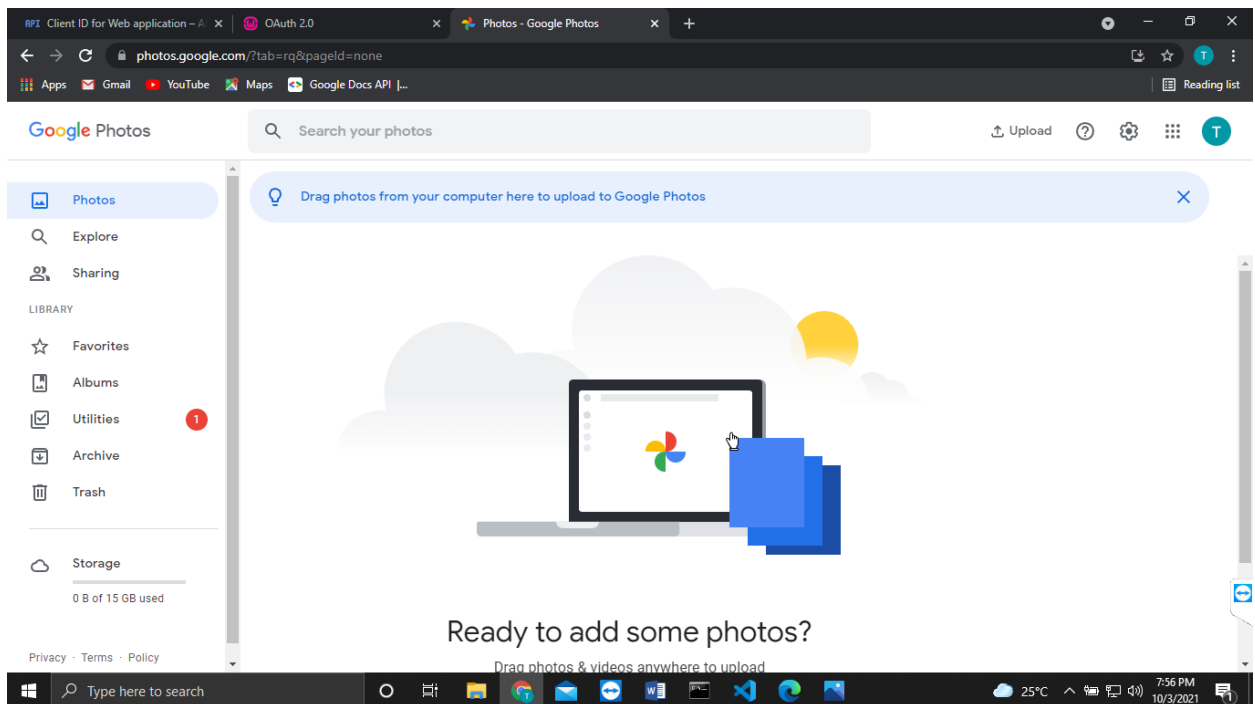 RPI Client ID for Web application – A
OAuth 2.0
Photos - Google Photos
photos.google.com/?tab=rq&pageId=none
T
Apps
Gmail
YouTube
Maps
Google Docs API |...
Reading list
Google Photos
Search your photos
Upload
T
Photos
Drag photos from your computer here to upload to Google Photos
Explore
Sharing
LIBRARY
Favorites
Albums
Utilities
1
Archive
Trash
Storage
0 B of 15 GB used
Ready to add some photos?
Drag photos & videos anywhere to upload
Privacy · Terms · Policy
Type here to search
25°C
7:56 PM
10/3/2021
1